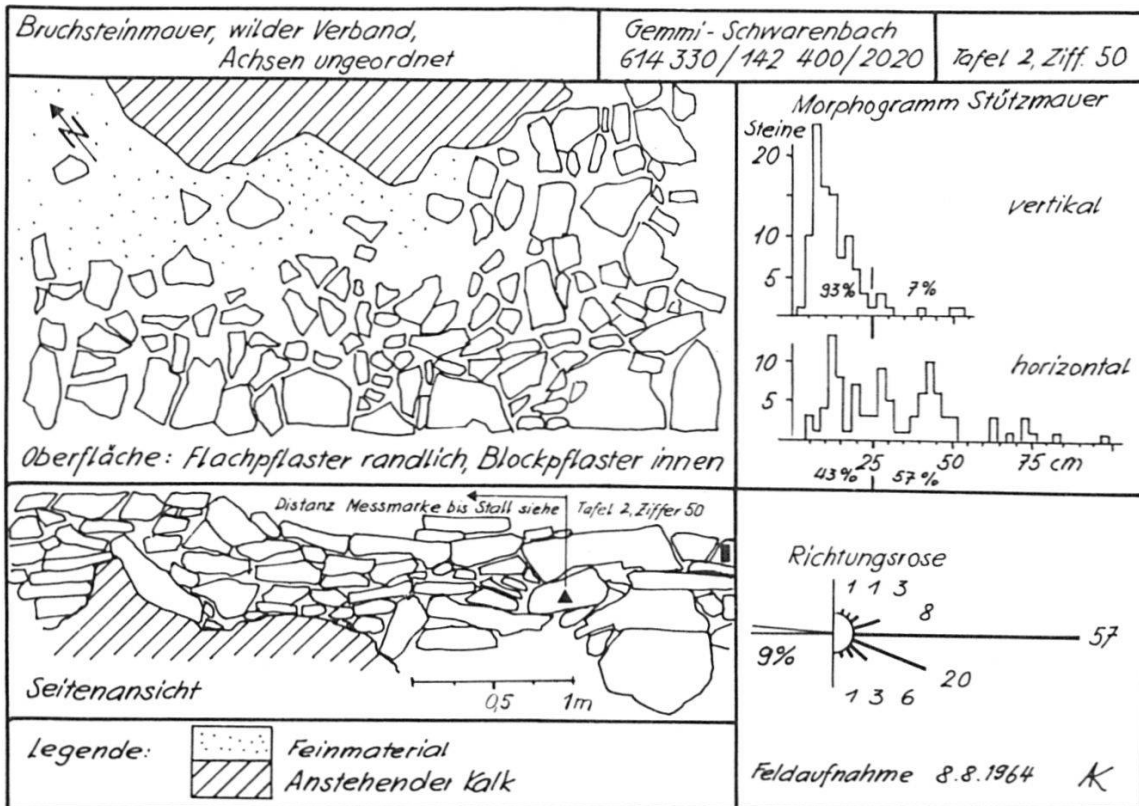 Bruchsteinmauer, wilder Verband,
Achsen ungeordnet
Gemmi - Schwarenbach
614 330 / 142 400 / 2020
Tafel 2, Ziff. 50
N
Oberfläche: Flachpflaster randlich, Blockpflaster innen
Morphogramm Stützmauer
Steine
20
vertikal
10
5
93% 7%
horizontal
10
5
25 50 75 cm
43% 57%
Distanz Messmarke bis Stall siehe Tafel 2, Ziffer 50
Seitenansicht
0,5 1m
Richtungsrose
1 1 3
8
57
9%
20
1 3 6
Legende:
Feinmaterial
Anstehender Kalk
Feldaufnahme 8.8.1964 AK